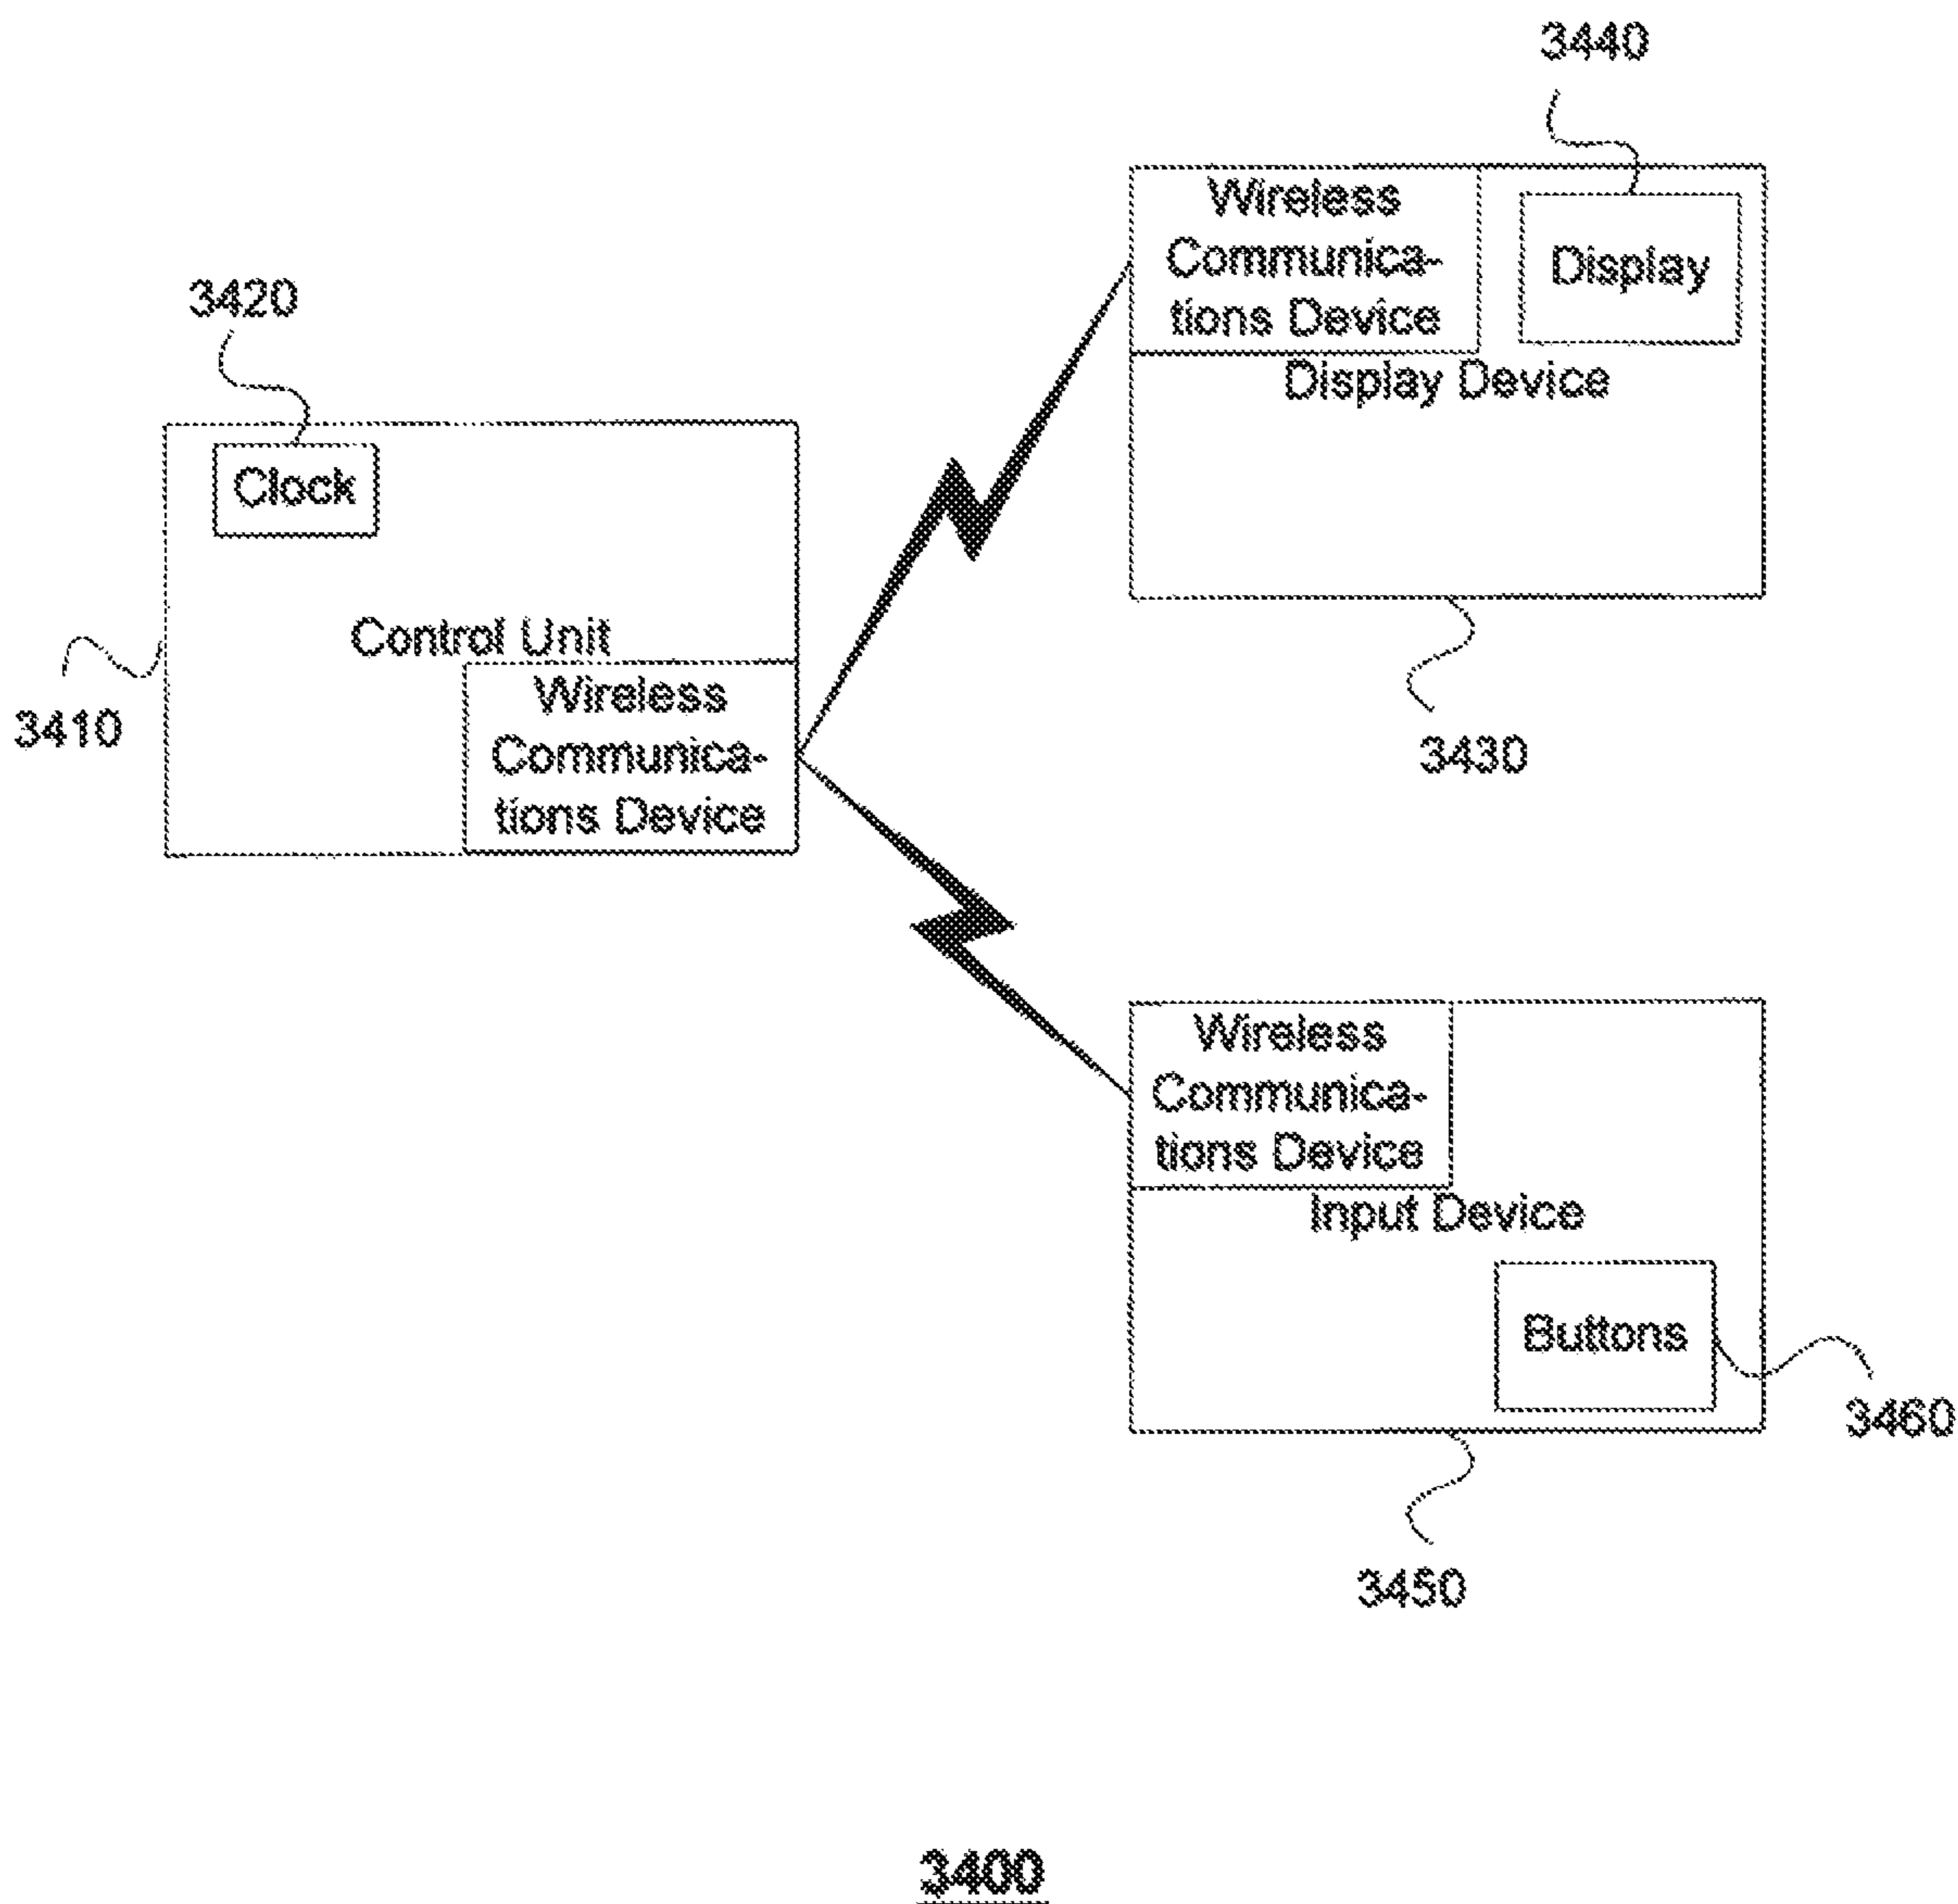 3440
Wireless
Communica-
tions Device
Display
Display Device
3420
Clock
Control Unit
Wireless
Communica-
tions Device
3410
3430
Wireless
Communica-
tions Device
Input Device
Buttons
3460
3450
3400